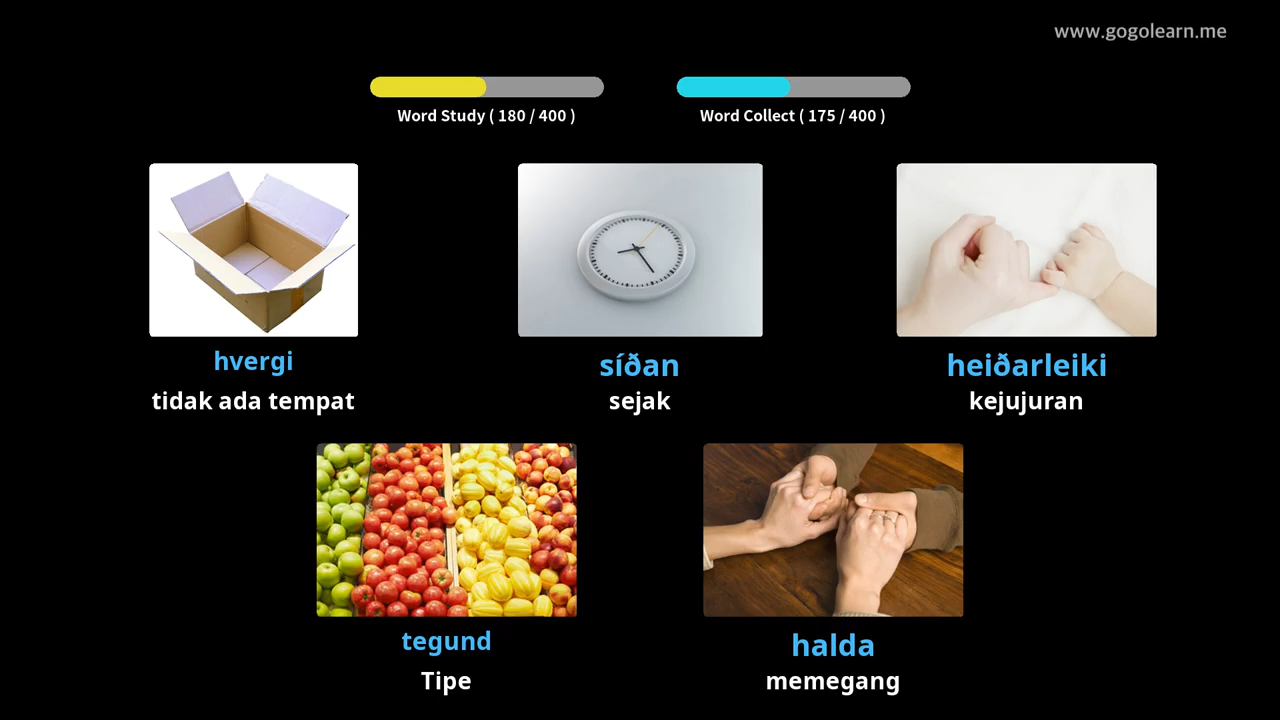 www.gogolearn.me
Word Study ( 180 / 400 )
Word Collect ( 175 / 400 )
hvergi
tidak ada tempat
síðan
sejak
heiðarleiki
kejujuran
tegund
Tipe
halda
memegang